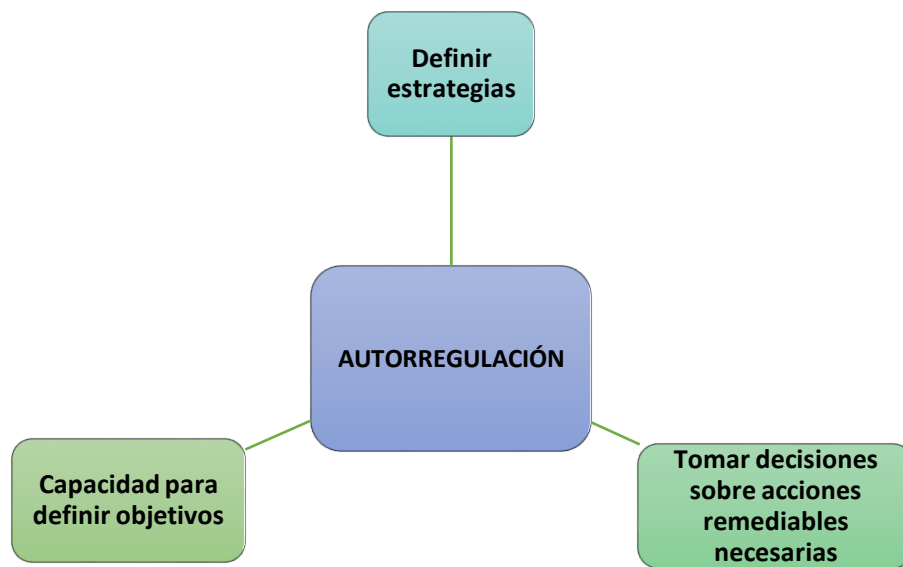 Definir
estrategias
AUTORREGULACIÓN
Capacidad para
definir objetivos
Tomar decisiones
sobre acciones
remediables
necesarias